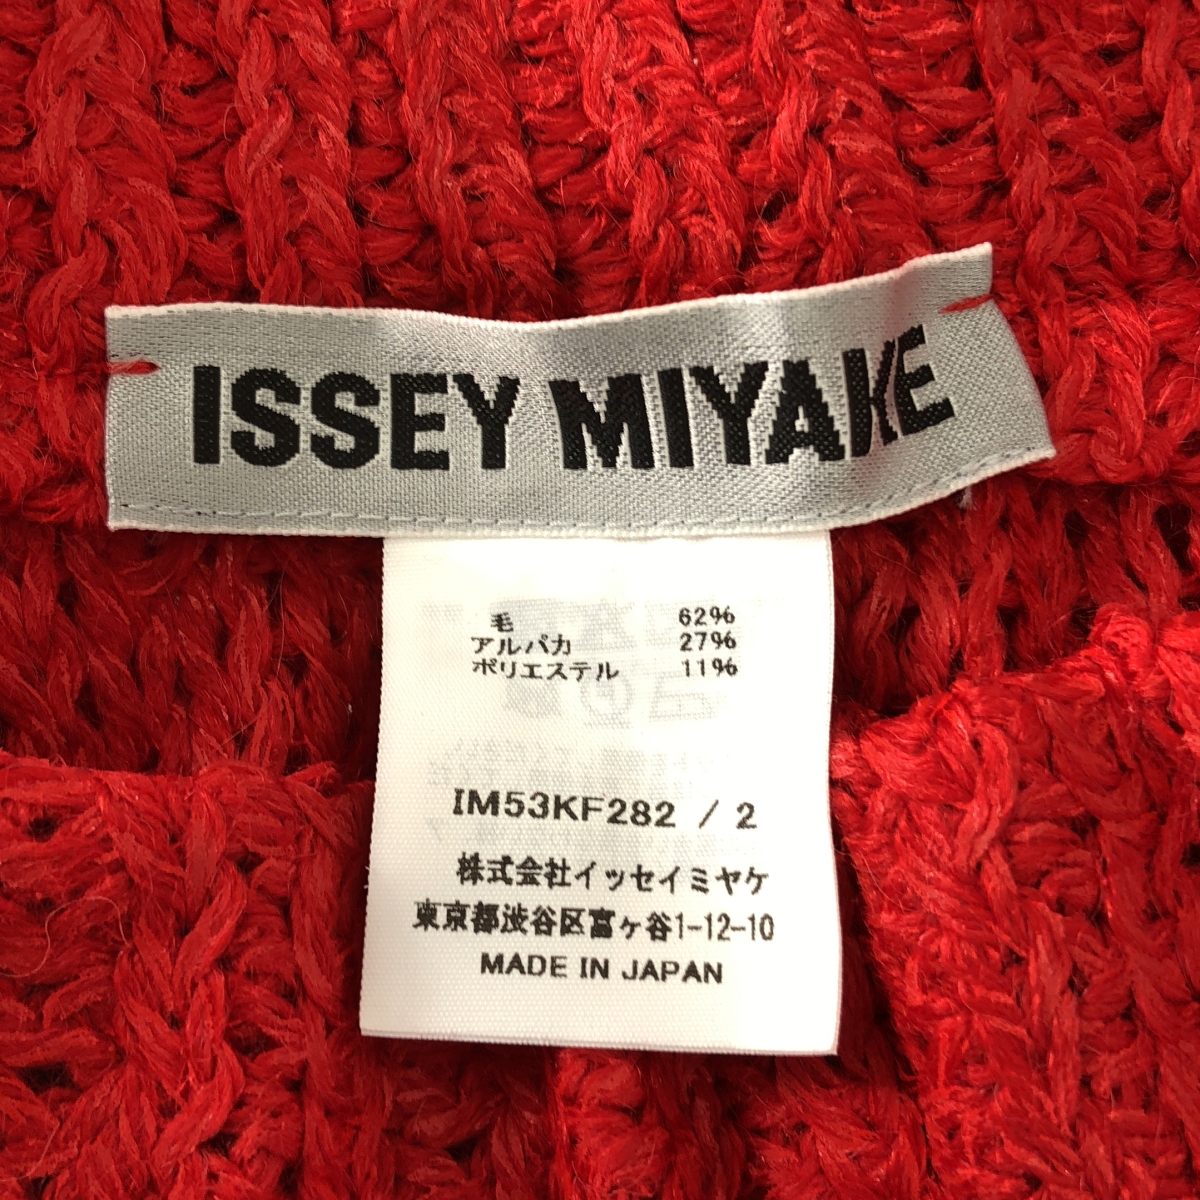 ISSEY MIYAKE
毛 62%
アルパカ 27%
ポリエステル 11%
IM53KF282 / 2
株式会社イッセイミヤケ
東京都渋谷区富ヶ谷1-12-10
MADE IN JAPAN